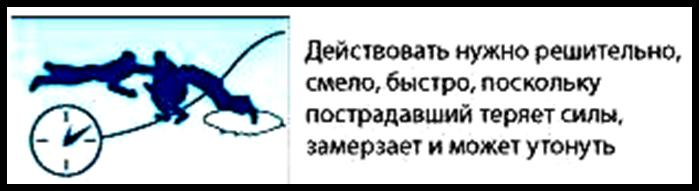 Действовать нужно решительно,
смело, быстро, поскольку
пострадавший теряет силы,
замерзает и может утонуть